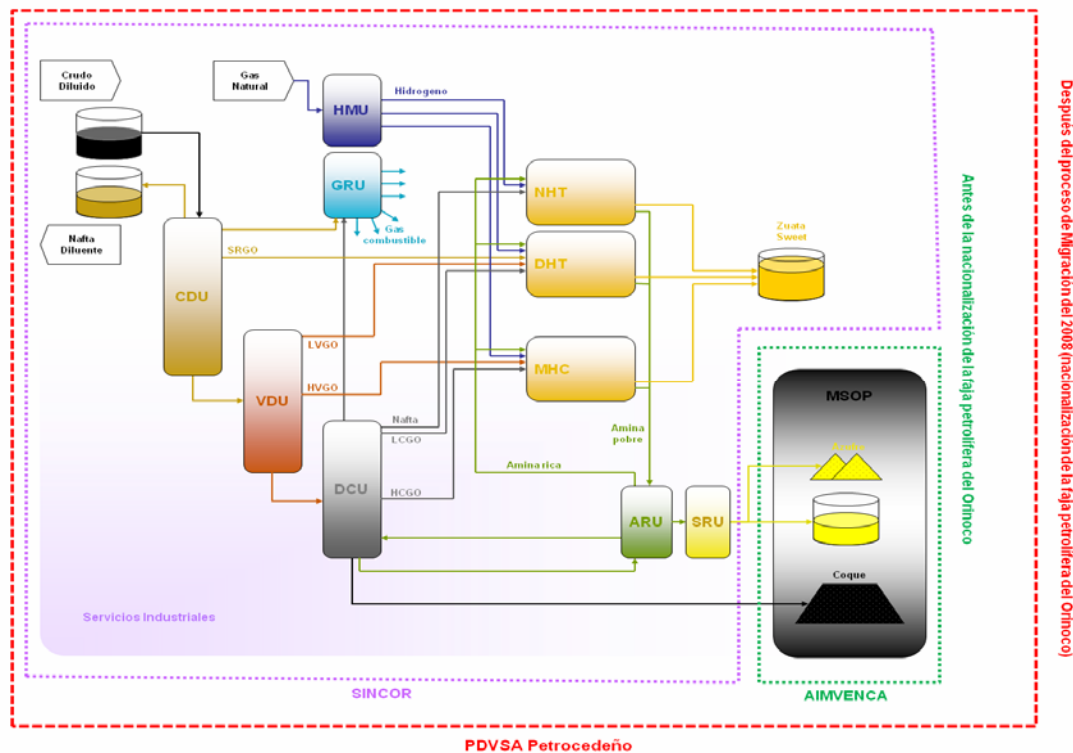 Crudo
Diluido
Gas
Natural
HMU
Hidrogeno
GRU
Gas
combustible
Nafta
Diluente
SRGO
CDU
NHT
DHT
MHC
Zuata
Sweet
LVGO
HVGO
VDU
Nafta
LCGO
HCGO
DCU
Amina
pobre
Amina rica
ARU
SRU
MSOP
Coque
Servicios Industriales
SINCOR
AIMVENCA
PDVSA Petrocedeño
Antes de la nacionalización de la faja petrolífera del Orinoco
Después del proceso de Migración del 2008 (nacionalización de la faja petrolífera del Orinoco)